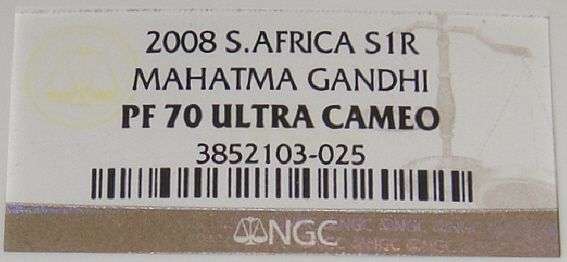 2008 S.AFRICA S1R
MAHATMA GANDHI
PF 70 ULTRA CAMEO
3852103-025
NGC